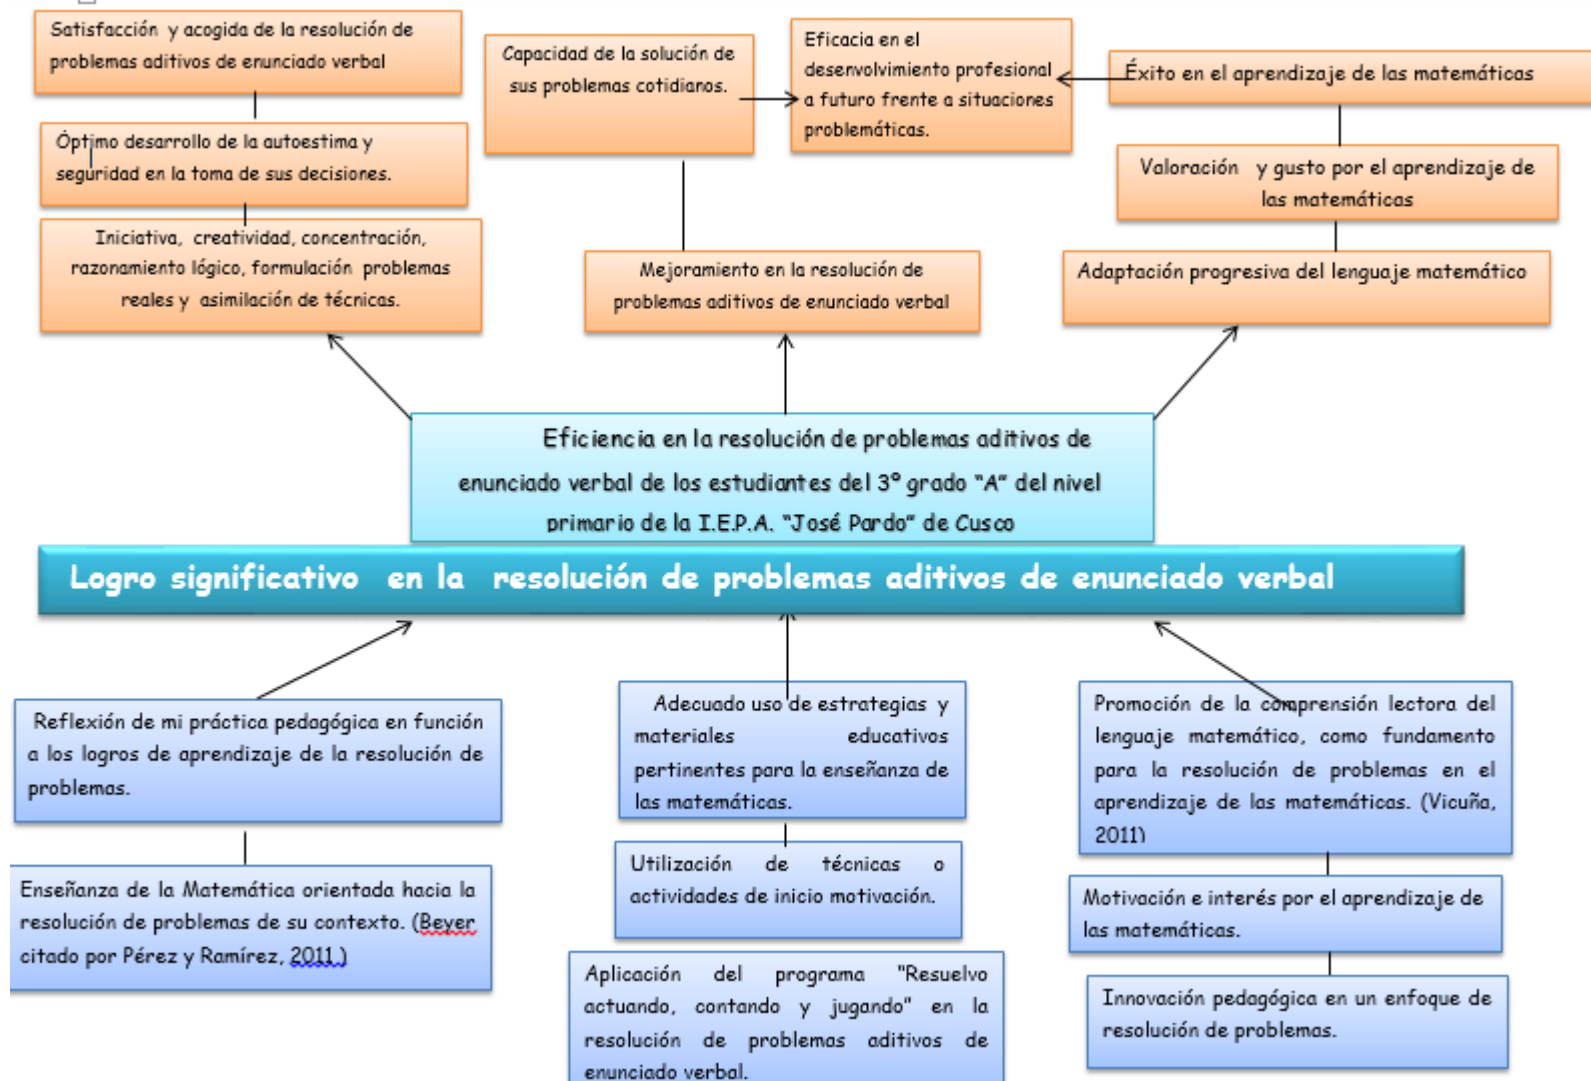 Satisfacción y acogida de la resolución de
problemas aditivos de enunciado verbal
Óptimo desarrollo de la autoestima y
seguridad en la toma de sus decisiones.
Iniciativa, creatividad, concentración,
razonamiento lógico, formulación problemas
reales y asimilación de técnicas.
Capacidad de la solución de
sus problemas cotidianos.
Eficacia en el
desenvolvimiento profesional
a futuro frente a situaciones
problemáticas.
Mejoramiento en la resolución de
problemas aditivos de enunciado verbal
Éxito en el aprendizaje de las matemáticas
Valoración y gusto por el aprendizaje de
las matemáticas
Adaptación progresiva del lenguaje matemático
Eficiencia en la resolución de problemas aditivos de
enunciado verbal de los estudiantes del 3º grado "A" del nivel
primario de la I.E.P.A. "José Pardo" de Cusco
Logro significativo en la resolución de problemas aditivos de enunciado verbal
Reflexión de mi práctica pedagógica en función
a los logros de aprendizaje de la resolución de
problemas.
Enseñanza de la Matemática orientada hacia la
resolución de problemas de su contexto. (Beyer
citado por Pérez y Ramírez, 2011.)
Adecuado uso de estrategias y
materiales educativos
pertinentes para la enseñanza de
las matemáticas.
Utilización de técnicas o
actividades de inicio motivación.
Aplicación del programa "Resuelvo
actuando, contando y jugando" en la
resolución de problemas aditivos de
enunciado verbal.
Promoción de la comprensión lectora del
lenguaje matemático, como fundamento
para la resolución de problemas en el
aprendizaje de las matemáticas. (Vicuña,
2011)
Motivación e interés por el aprendizaje de
las matemáticas.
Innovación pedagógica en un enfoque de
resolución de problemas.